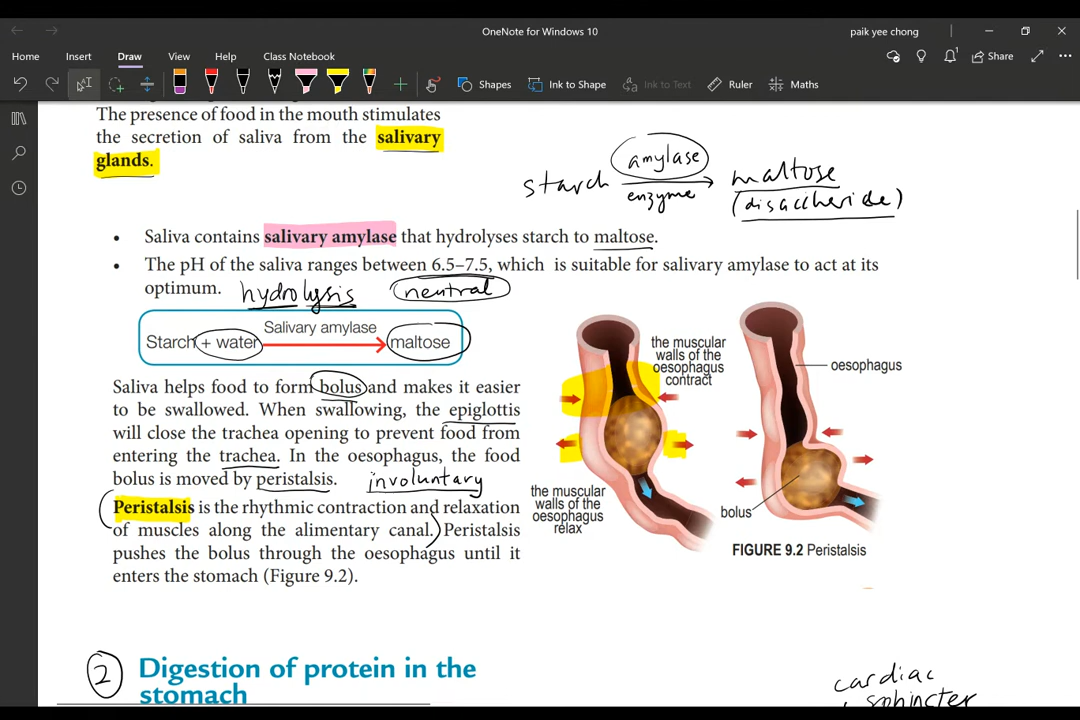 OneNote for Windows 10
paik yee chong
Home Insert Draw View Help Class Notebook
Share
Shapes Ink to Shape Ink to Text Ruler Maths
The presence of food in the mouth stimulates
the secretion of saliva from the salivary
glands.
starch amylase maltose
enzyme (disaccheride)
• Saliva contains salivary amylase that hydrolyses starch to maltose.
• The pH of the saliva ranges between 6.5–7.5, which is suitable for salivary amylase to act at its
optimum. hydrolysis neutral
Salivary amylase
Starch + water maltose
Saliva helps food to form bolus and makes it easier
to be swallowed. When swallowing, the epiglottis
will close the trachea opening to prevent food from
entering the trachea. In the oesophagus, the food
bolus is moved by peristalsis. involuntary
(Peristalsis is the rhythmic contraction and relaxation
of muscles along the alimentary canal.) Peristalsis
pushes the bolus through the oesophagus until it
enters the stomach (Figure 9.2).
the muscular
walls of the
oesophagus
contract
the muscular
walls of the
oesophagus
relax
oesophagus
bolus
FIGURE 9.2 Peristalsis
2 Digestion of protein in the
stomach
cardiac
sphincter